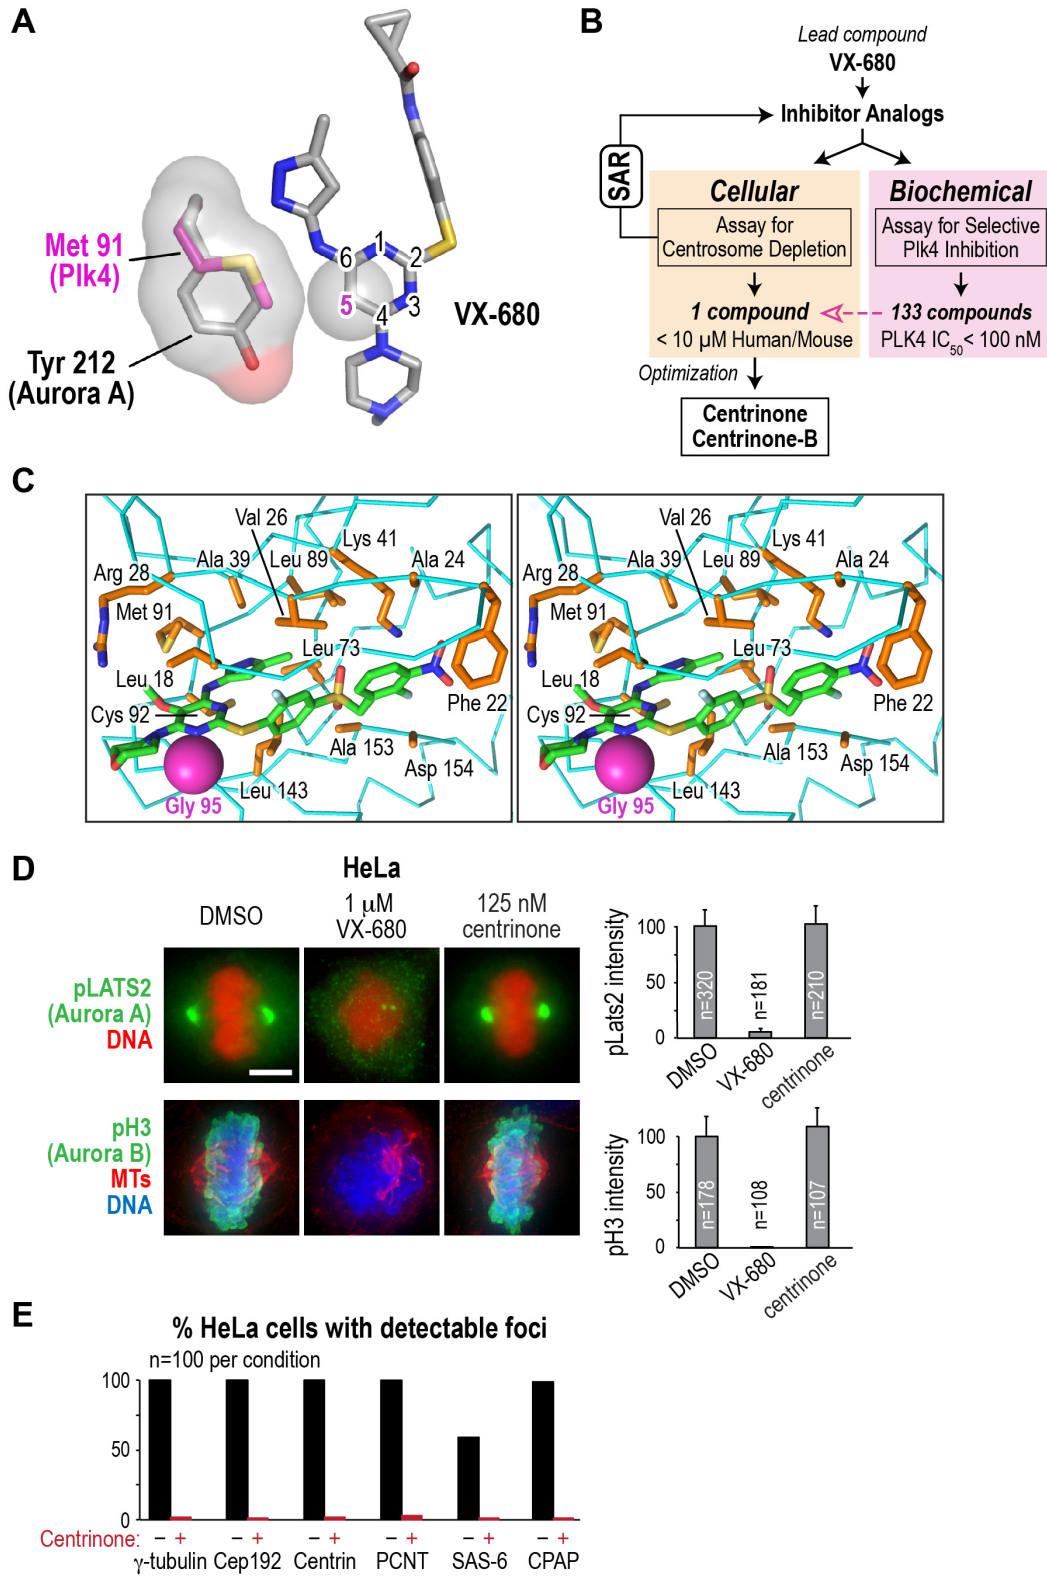 A
Met 91
(Plk4)
Tyr 212
(Aurora A)
1
2
3
4
5
6
VX-680
B
Lead compound
VX-680
Inhibitor Analogs
SAR
Cellular
Assay for
Centrosome Depletion
1 compound
< 10 µM Human/Mouse
Biochemical
Assay for Selective
Plk4 Inhibition
133 compounds
PLK4 IC50< 100 nM
Optimization
Centrinone
Centrinone-B
C
Val 26
Lys 41
Ala 39
Leu 89
Ala 24
Arg 28
Met 91
Leu 73
Leu 18
Phe 22
Cys 92
Ala 153
Asp 154
Leu 143
Gly 95
Val 26
Lys 41
Ala 39
Leu 89
Ala 24
Arg 28
Met 91
Leu 73
Leu 18
Phe 22
Cys 92
Ala 153
Asp 154
Leu 143
Gly 95
D
HeLa
DMSO
1 µM
VX-680
125 nM
centrinone
pLATS2
(Aurora A)
DNA
pH3
(Aurora B)
MTs
DNA
pLats2 intensity
100
50
0
n=320
n=181
n=210
DMSO
VX-680
centrinone
pH3 intensity
100
50
0
n=178
n=108
n=107
DMSO
VX-680
centrinone
E
% HeLa cells with detectable foci
n=100 per condition
100
50
0
Centrinone: − + − + − + − + − + − +
γ-tubulin Cep192 Centrin PCNT SAS-6 CPAP